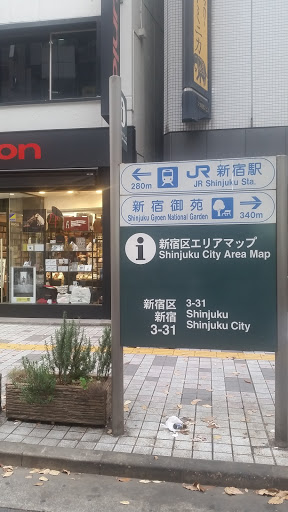 on
JR 新宿駅
280m JR Shinjuku Sta.
新宿御苑
Shinjuku Gyoen National Garden 340m
i 新宿区エリアマップ
Shinjuku City Area Map
新宿区 3-31
新宿 Shinjuku
3-31 Shinjuku City